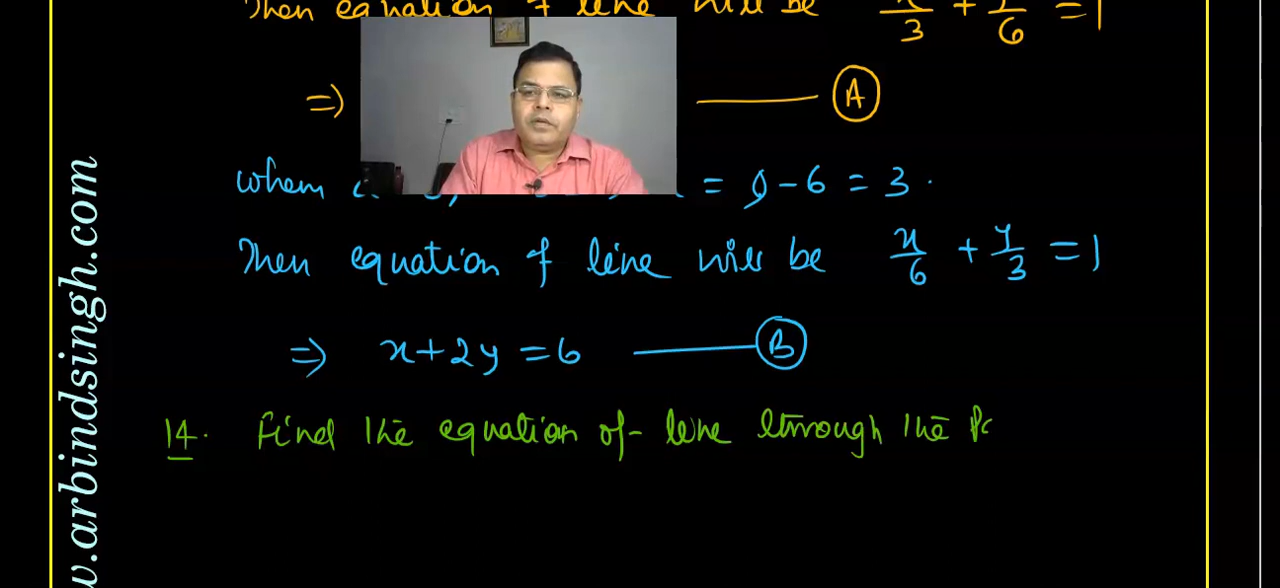 Then equation of line will be x/3 + y/6 = 1
=> Ⓐ
when = 9 - 6 = 3.
Then equation of line will be x/6 + y/3 = 1
=> x + 2y = 6 Ⓑ
14. Find the equation of line through the
w.arbindsingh.com